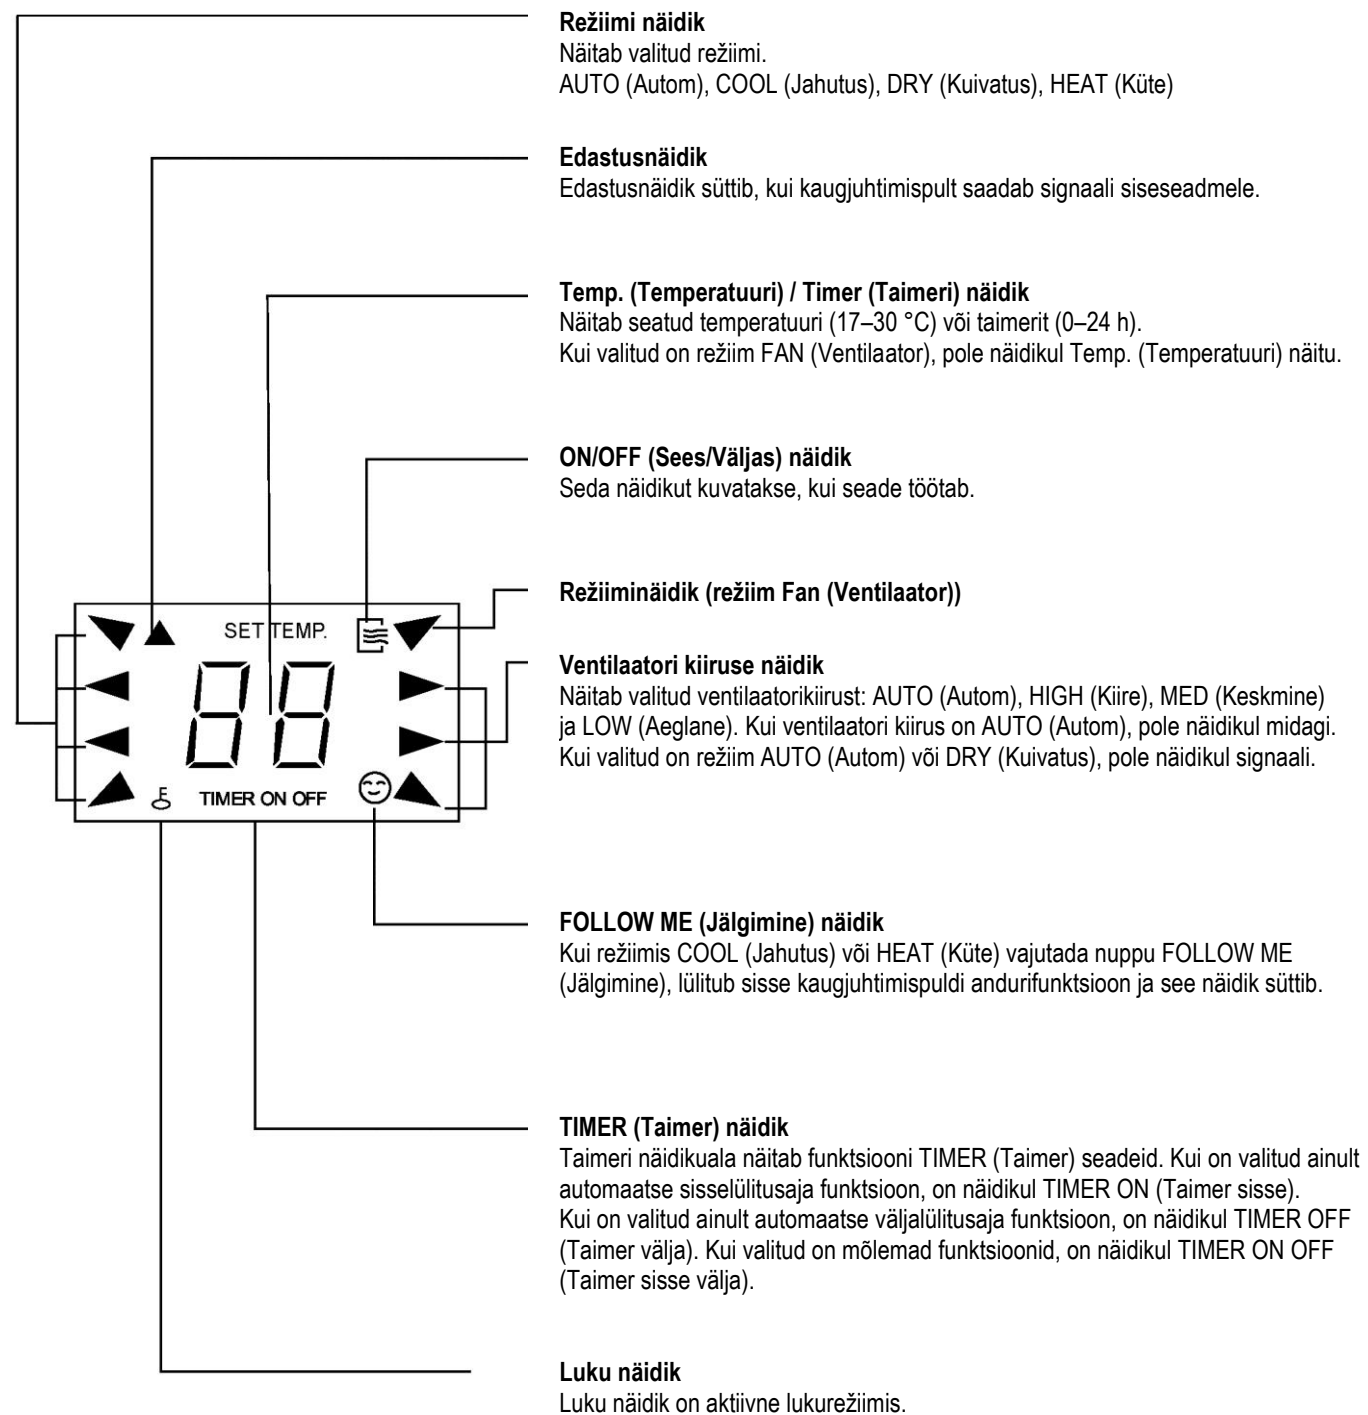 Režiimi näidik
Näitab valitud režiimi.
AUTO (Autom), COOL (Jahutus), DRY (Kuivatus), HEAT (Küte)
Edastusnäidik
Edastusnäidik süttib, kui kaugjuhtimispult saadab signaali siseseadmele.
Temp. (Temperatuuri) / Timer (Taimeri) näidik
Näitab seatud temperatuuri (17–30 °C) või taimerit (0–24 h).
Kui valitud on režiim FAN (Ventilaator), pole näidikul Temp. (Temperatuuri) näitu.
ON/OFF (Sees/Väljas) näidik
Seda näidikut kuvatakse, kui seade töötab.
Režiiminäidik (režiim Fan (Ventilaator))
SET TEMP.
88
TIMER ON OFF
Ventilaatori kiiruse näidik
Näitab valitud ventilaatorikiirust: AUTO (Autom), HIGH (Kiire), MED (Keskmine)
ja LOW (Aeglane). Kui ventilaatori kiirus on AUTO (Autom), pole näidikul midagi.
Kui valitud on režiim AUTO (Autom) või DRY (Kuivatus), pole näidikul signaali.
FOLLOW ME (Jälgimine) näidik
Kui režiimis COOL (Jahutus) või HEAT (Küte) vajutada nuppu FOLLOW ME
(Jälgimine), lülitub sisse kaugjuhtimispuldi andurifunktsioon ja see näidik süttib.
TIMER (Taimer) näidik
Taimeri näidikuala näitab funktsiooni TIMER (Taimer) seadeid. Kui on valitud ainult
automaatse sisselülitusaja funktsioon, on näidikul TIMER ON (Taimer sisse).
Kui on valitud ainult automaatse väljalülitusaja funktsioon, on näidikul TIMER OFF
(Taimer välja). Kui valitud on mõlemad funktsioonid, on näidikul TIMER ON OFF
(Taimer sisse välja).
Luku näidik
Luku näidik on aktiivne lukurežiimis.